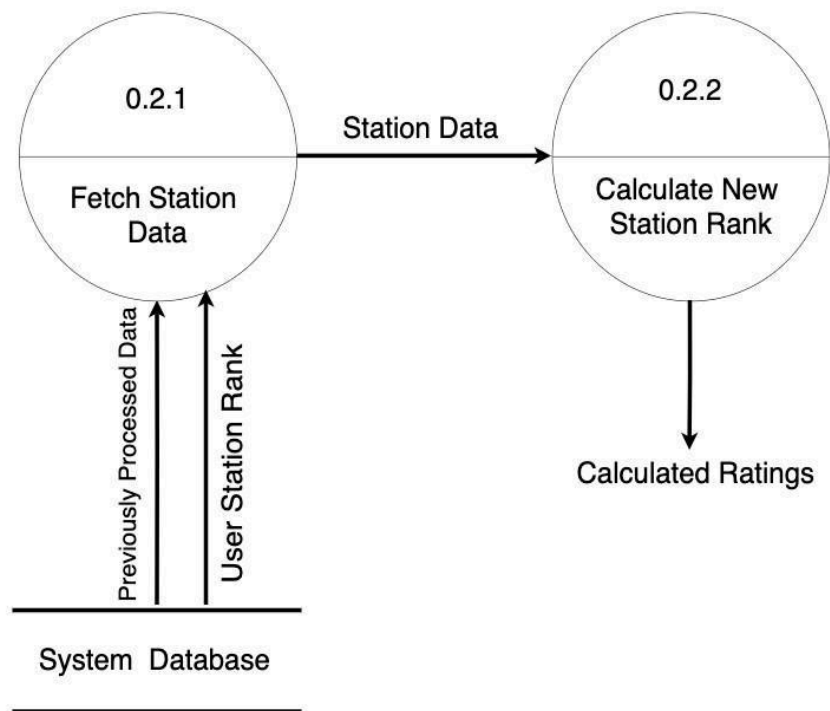 0.2.1
Fetch Station
Data
Station Data
0.2.2
Calculate New
Station Rank
Previously Processed Data
User Station Rank
Calculated Ratings
System Database